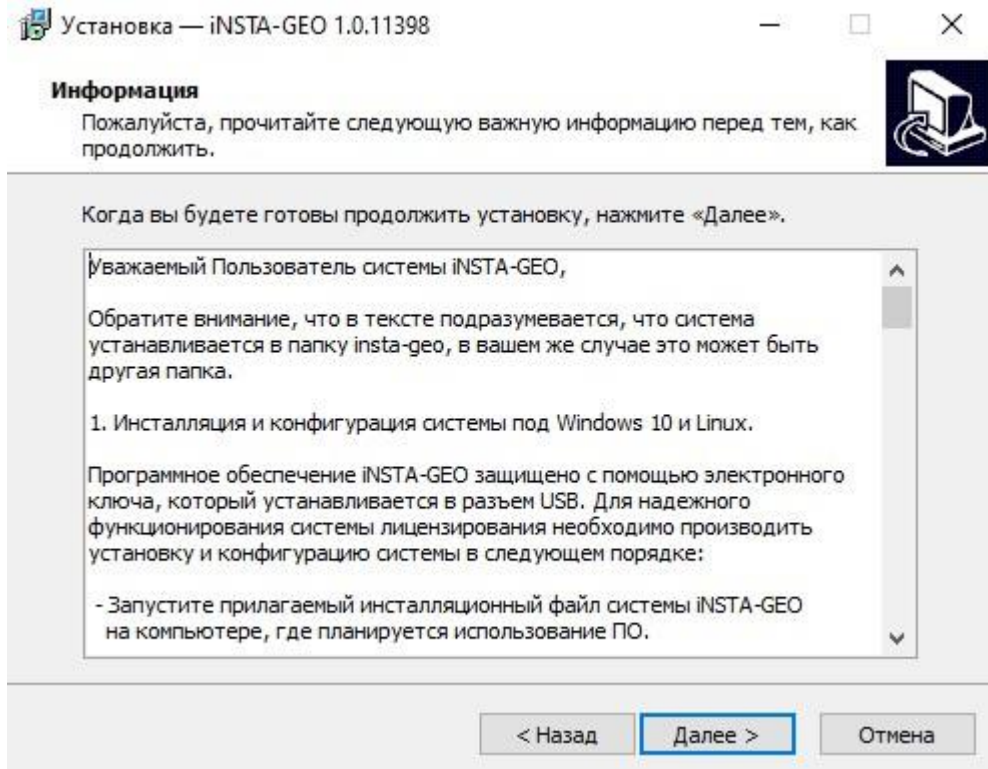 Установка — iNSTA-GEO 1.0.11398
Информация
Пожалуйста, прочитайте следующую важную информацию перед тем, как
продолжить.
Когда вы будете готовы продолжить установку, нажмите «Далее».
Уважаемый Пользователь системы iNSTA-GEO,
Обратите внимание, что в тексте подразумевается, что система
устанавливается в папку insta-geo, в вашем же случае это может быть
другая папка.
1. Инсталляция и конфигурация системы под Windows 10 и Linux.
Программное обеспечение iNSTA-GEO защищено с помощью электронного
ключа, который устанавливается в разъем USB. Для надежного
функционирования системы лицензирования необходимо производить
установку и конфигурацию системы в следующем порядке:
- Запустите прилагаемый инсталляционный файл системы iNSTA-GEO
на компьютере, где планируется использование ПО.
< Назад
Далее >
Отмена